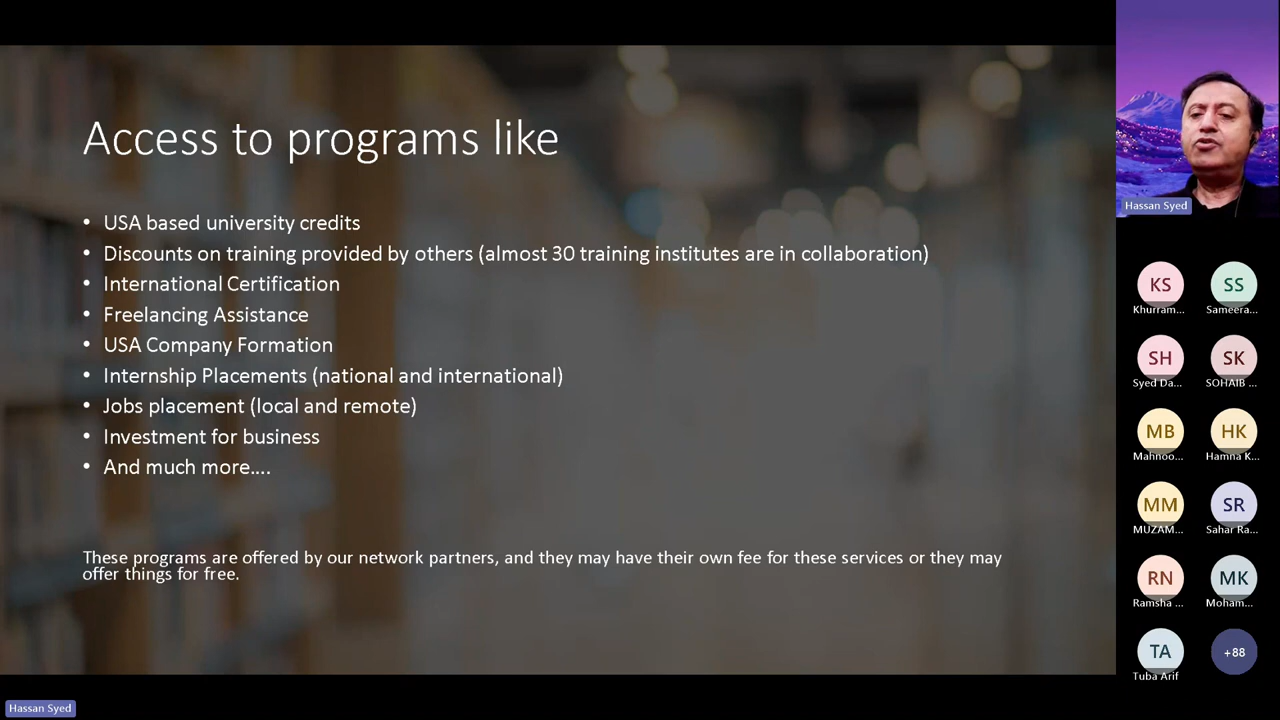 Access to programs like
• USA based university credits
• Discounts on training provided by others (almost 30 training institutes are in collaboration)
• International Certification
• Freelancing Assistance
• USA Company Formation
• Internship Placements (national and international)
• Jobs placement (local and remote)
• Investment for business
• And much more....
These programs are offered by our network partners, and they may have their own fee for these services or they may
offer things for free.
Hassan Syed
KS
SS
Khurram...
Sameera...
SH
SK
Syed Da...
SOHAIB ...
MB
HK
Mahnoo...
Hamna K...
MM
SR
MUZAM...
Sahar Ra...
RN
MK
Ramsha ...
Moham...
TA
+88
Tuba Arif
Hassan Syed